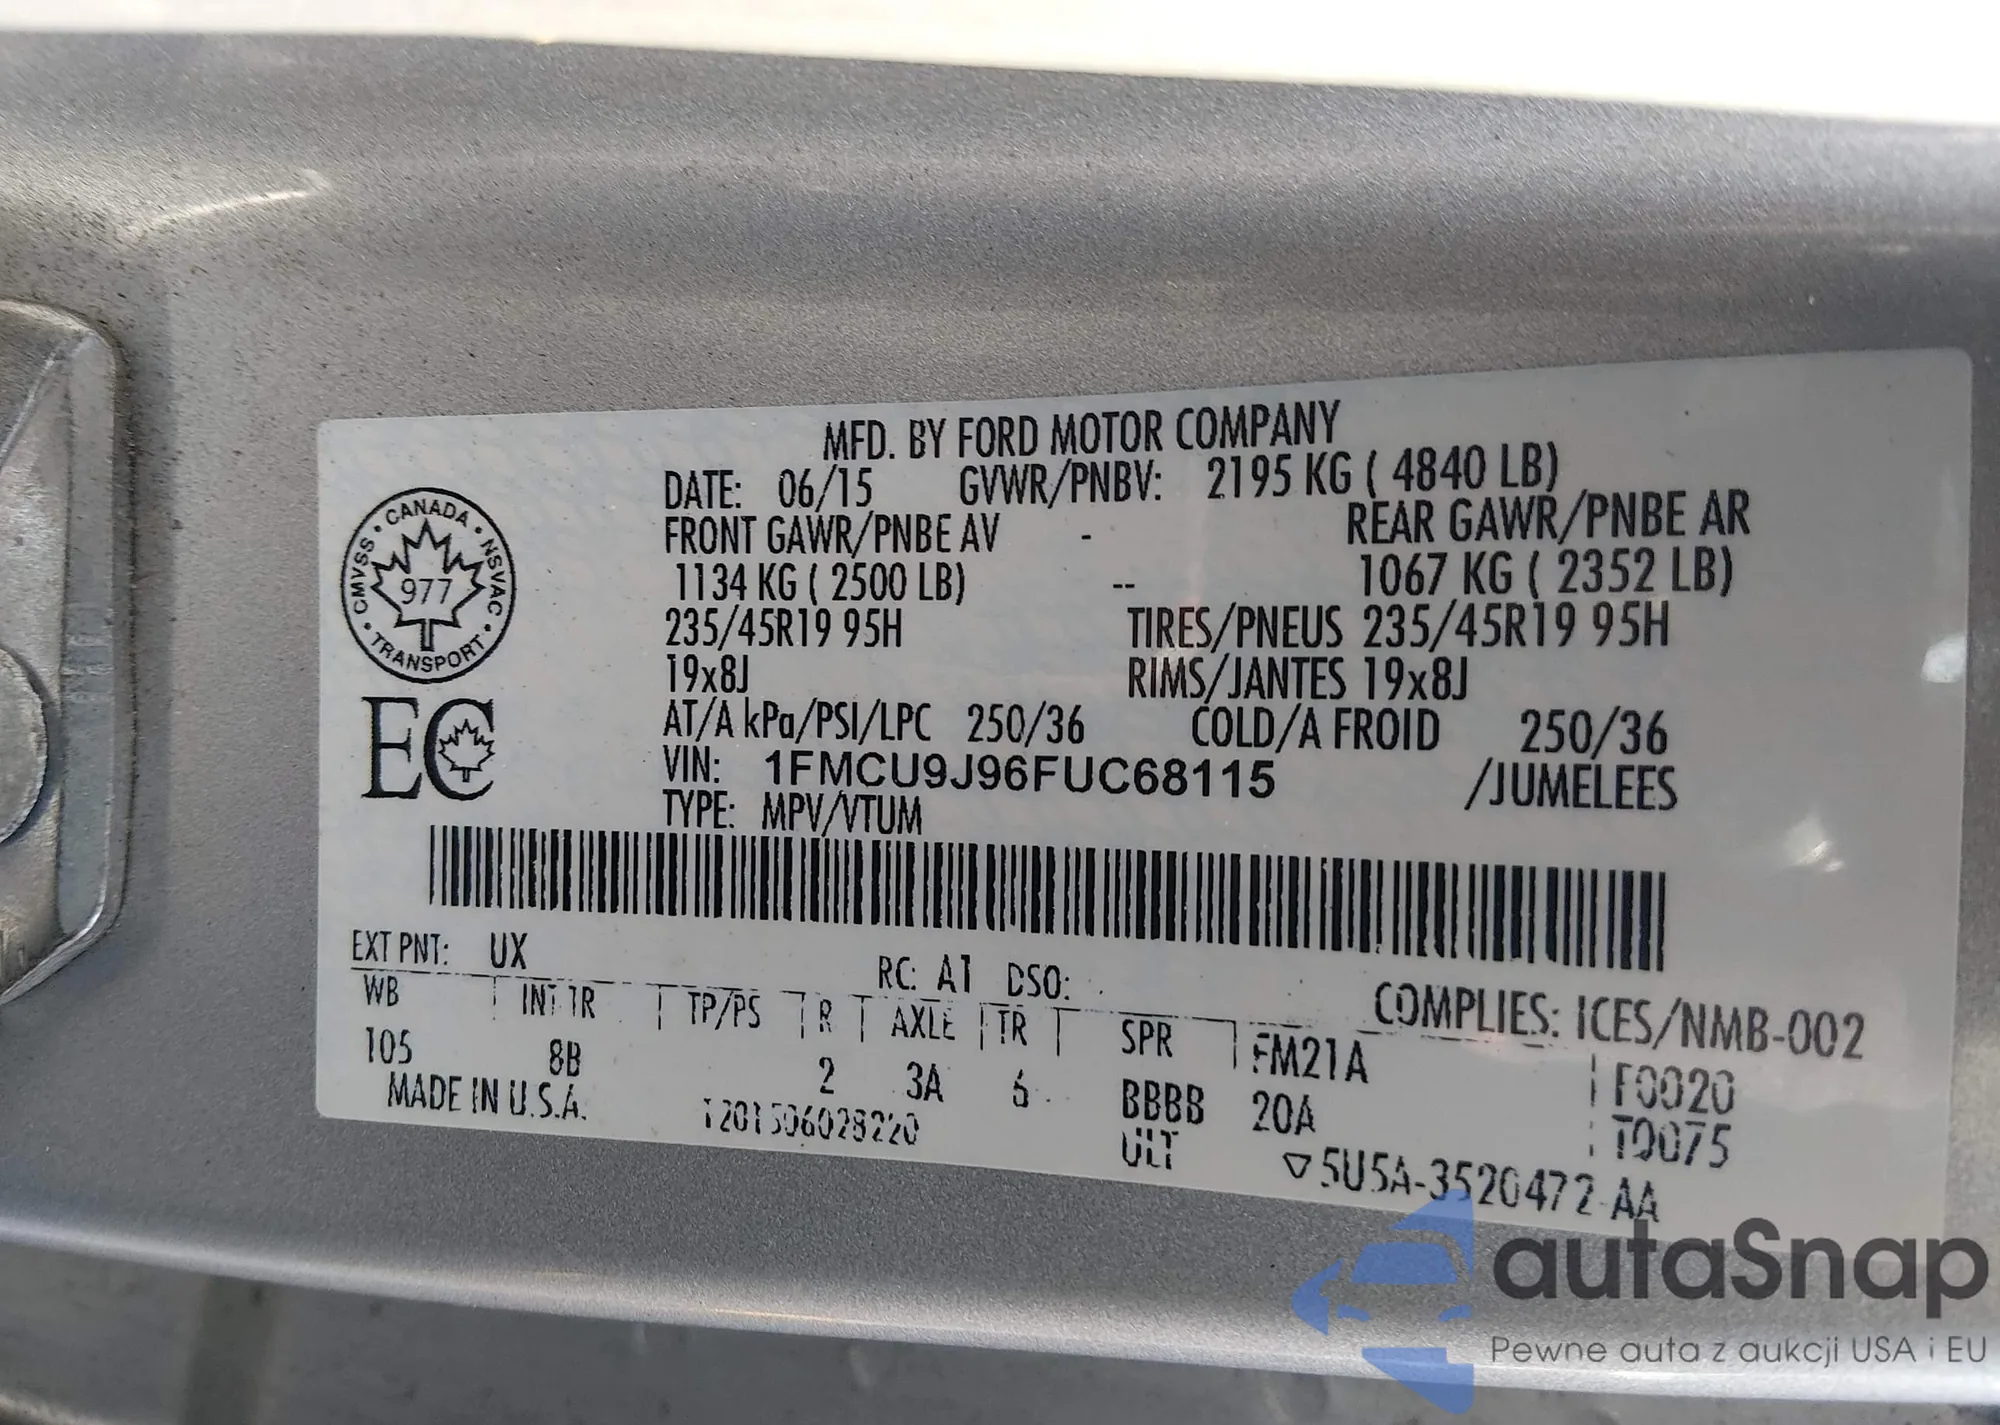 MFD. BY FORD MOTOR COMPANY
DATE: 06/15 GVWR/PNBV: 2195 KG ( 4840 LB)
FRONT GAWR/PNBE AV - REAR GAWR/PNBE AR
1134 KG ( 2500 LB) -- 1067 KG ( 2352 LB)
235/45R19 95H TIRES/PNEUS 235/45R19 95H
19x8J RIMS/JANTES 19x8J
AT/A kPa/PSI/LPC 250/36 COLD/A FROID 250/36
VIN: 1FMCU9J96FUC68115 /JUMELEES
TYPE: MPV/VTUM
CANADA
CMVSS NSVAC
977
TRANSPORT
EC
EXT PNT: UX RC: A1 DSO:
COMPLIES: ICES/NMB-002
WB INT TR TP/PS R AXLE TR SPR FM21A F0020
105 8B 2 3A 6 BBBB 20A T0075
MADE IN U.S.A. T201506028220 ULT ▽5U5A-3520472-AA
autaSnap
Pewne auta z aukcji USA i EU